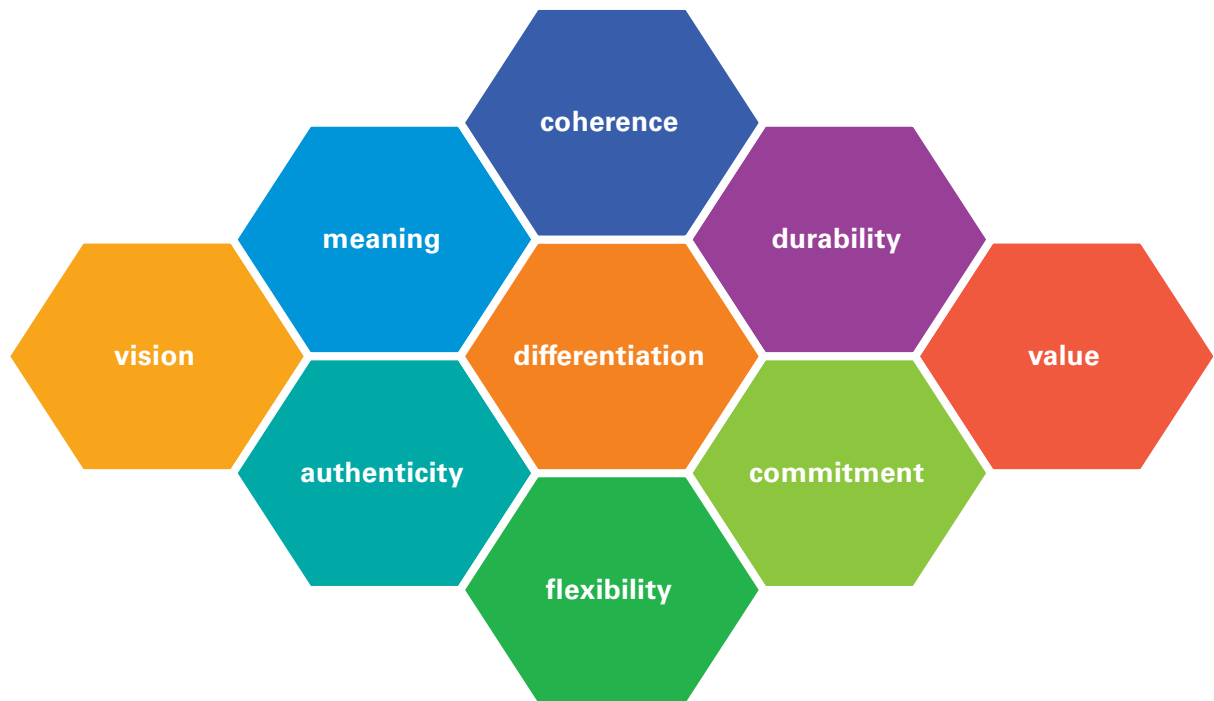 coherence
meaning
durability
vision
differentiation
value
authenticity
commitment
flexibility